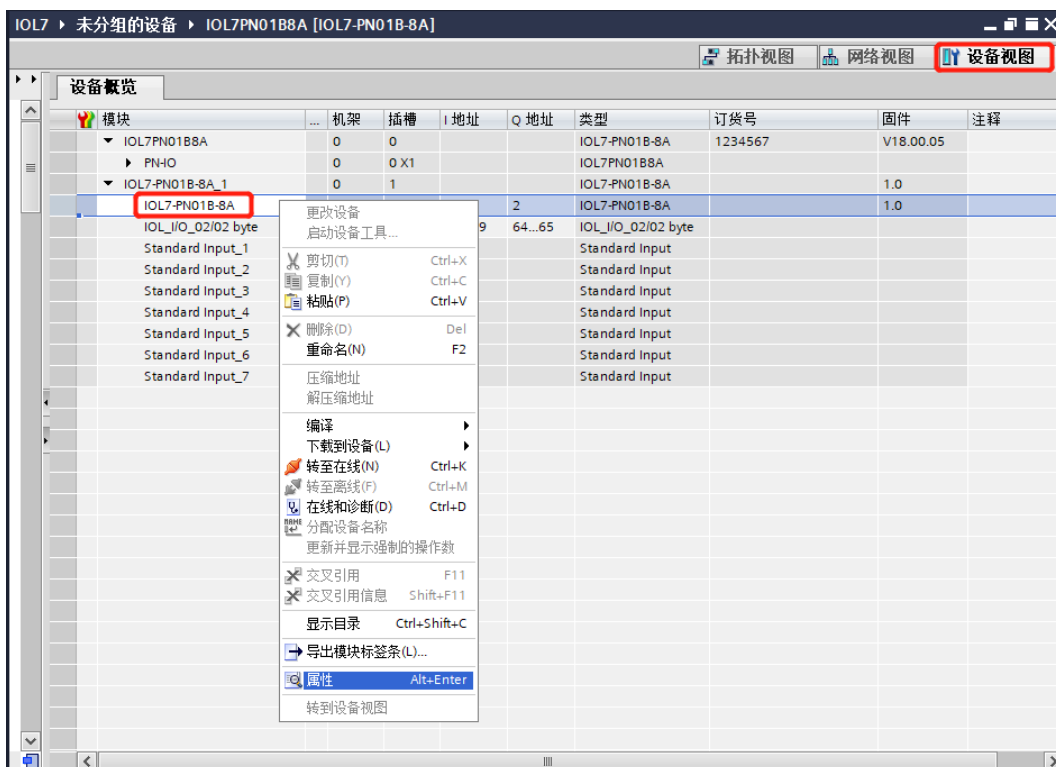 IOL7 ▸ 未分组的设备 ▸ IOL7PN01B8A [IOL7-PN01B-8A]
拓扑视图 网络视图 设备视图
设备概览
模块 ... 机架 插槽 I 地址 Q 地址 类型 订货号 固件 注释
IOL7PN01B8A 0 0 IOL7-PN01B-8A 1234567 V18.00.05
PN-IO 0 0 X1 IOL7PN01B8A
IOL7-PN01B-8A_1 0 1 IOL7-PN01B-8A 1.0
IOL7-PN01B-8A 2 IOL7-PN01B-8A 1.0
IOL_I/O_02/02 byte 9 64...65 IOL_I/O_02/02 byte
Standard Input_1 Standard Input
Standard Input_2 Standard Input
Standard Input_3 Standard Input
Standard Input_4 Standard Input
Standard Input_5 Standard Input
Standard Input_6 Standard Input
Standard Input_7 Standard Input
更改设备
启动设备工具...
剪切(T) Ctrl+X
复制(Y) Ctrl+C
粘贴(P) Ctrl+V
删除(D) Del
重命名(N) F2
压缩地址
解压缩地址
编译
下载到设备(L)
转至在线(N) Ctrl+K
转至离线(F) Ctrl+M
在线和诊断(D) Ctrl+D
分配设备名称
更新并显示强制的操作数
交叉引用 F11
交叉引用信息 Shift+F11
显示目录 Ctrl+Shift+C
导出模块标签条(L)...
属性 Alt+Enter
转到设备视图